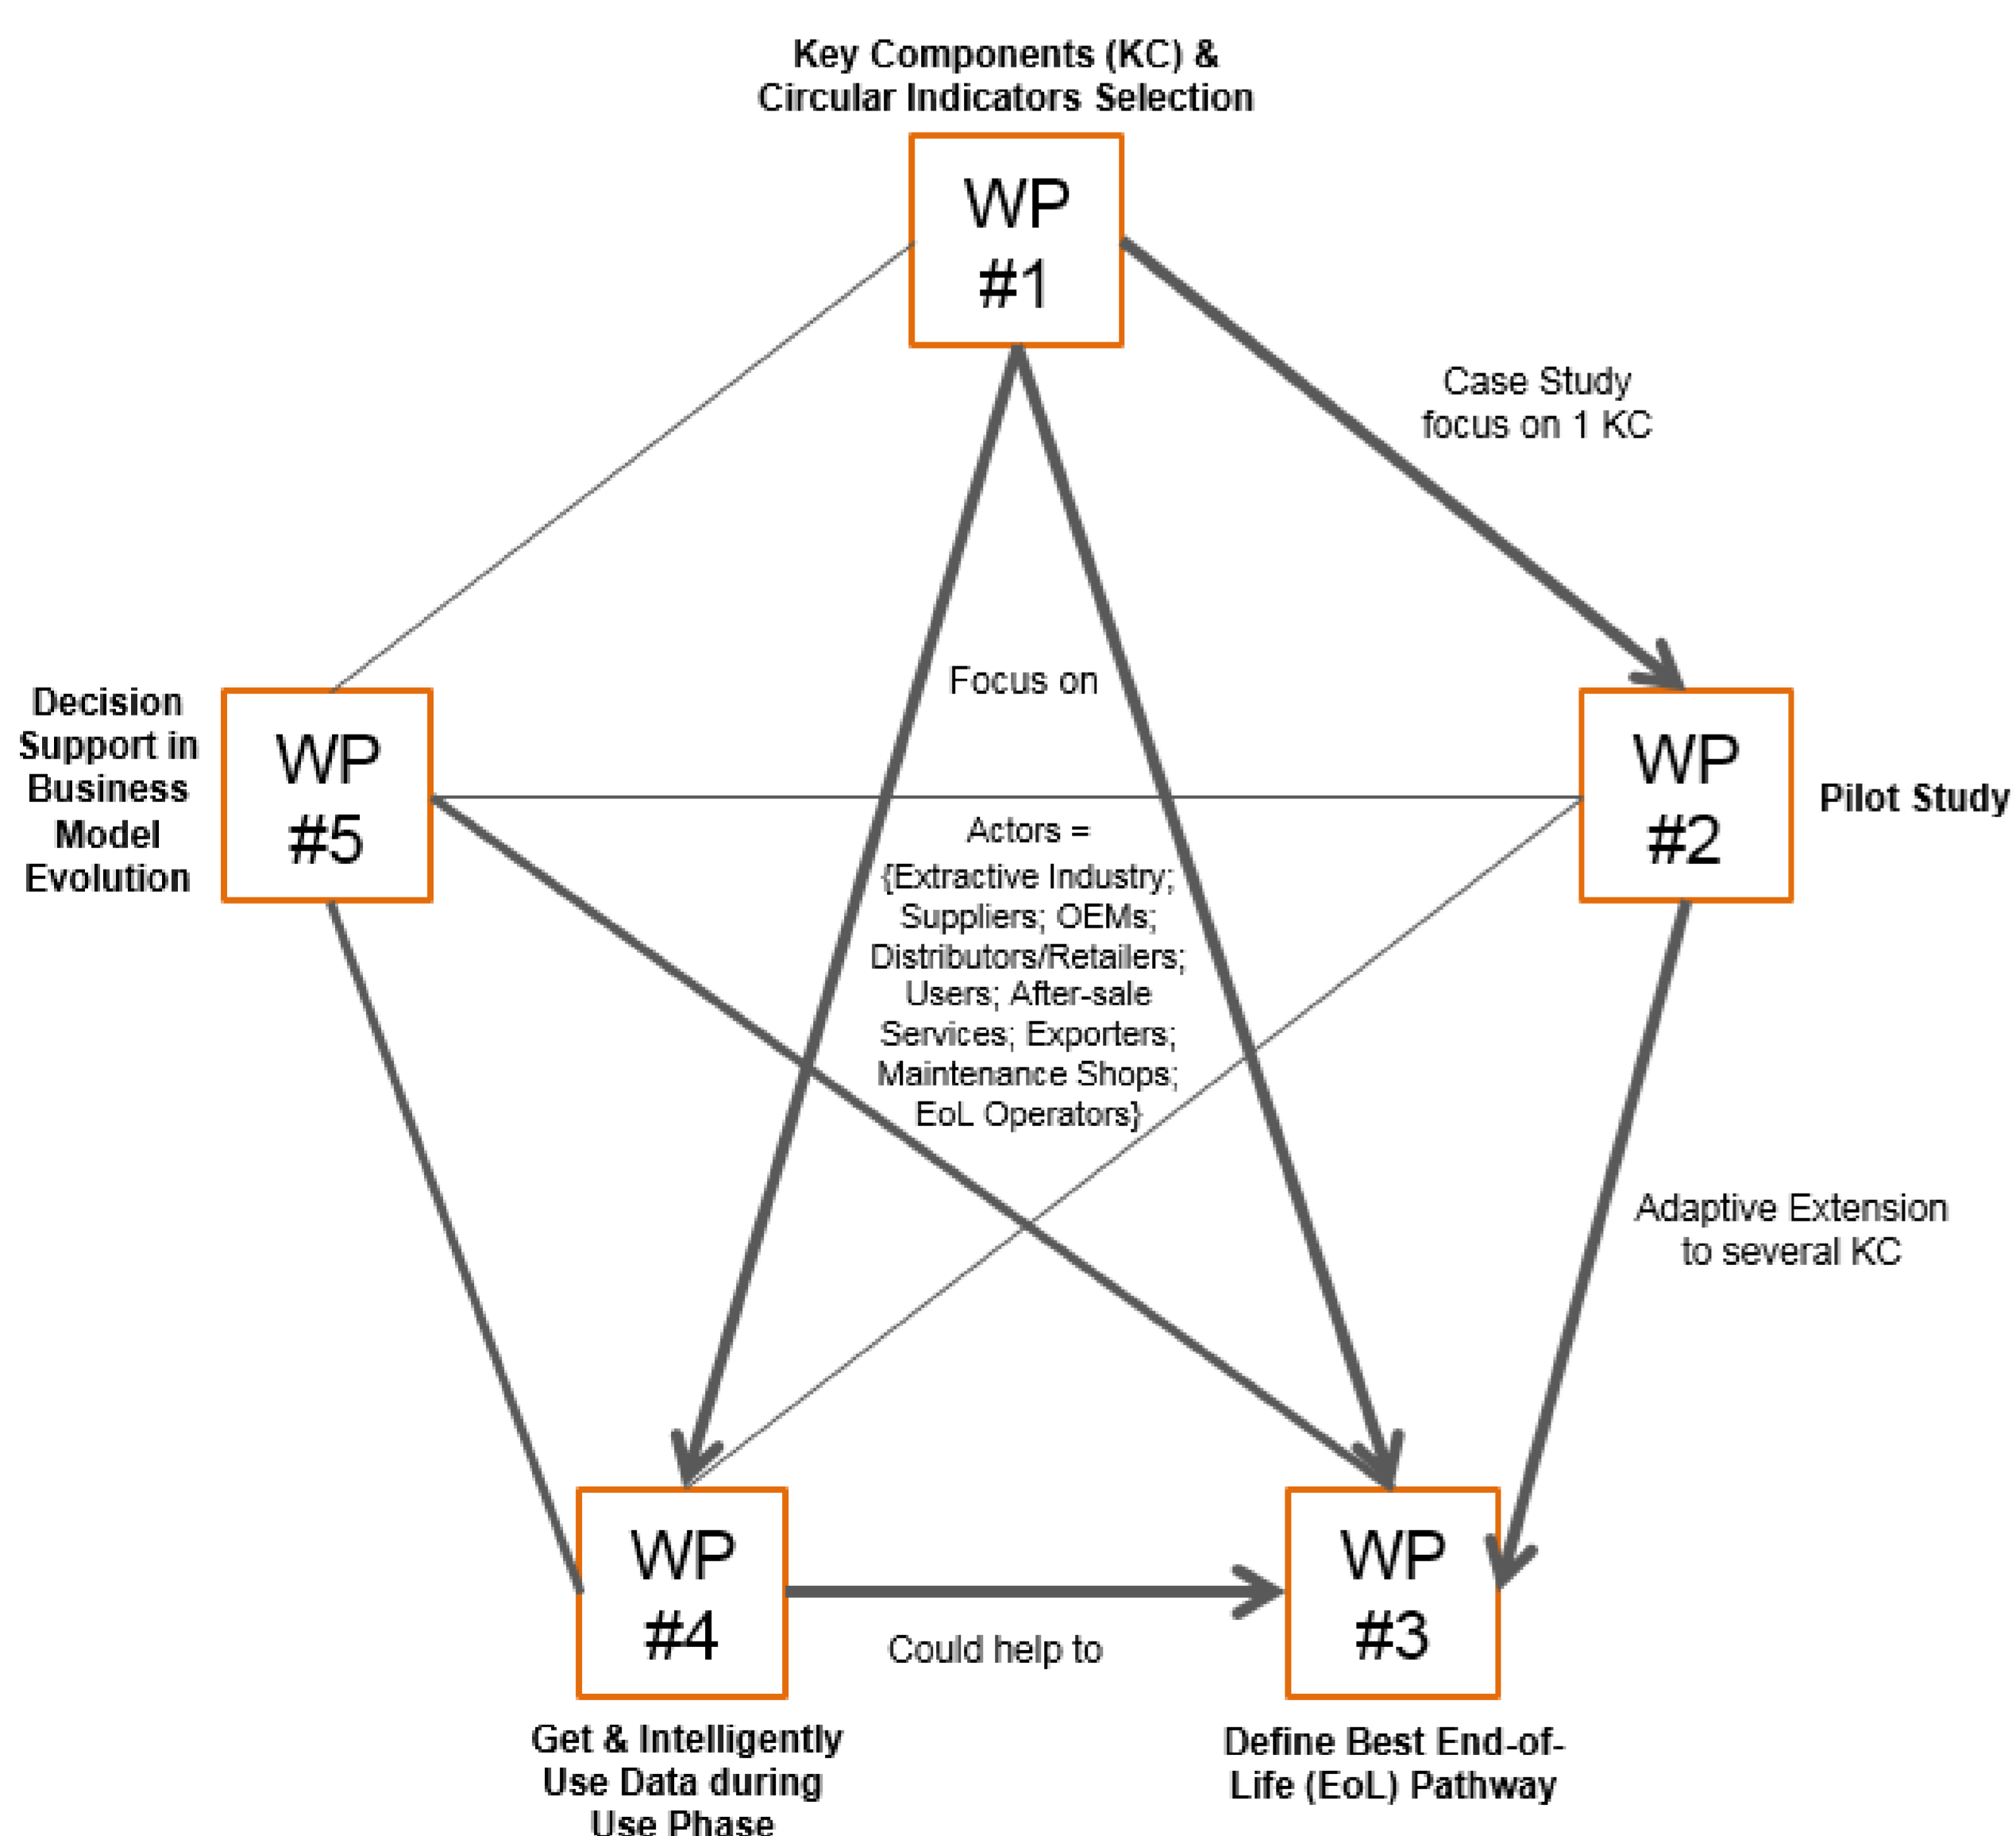 Key Components (KC) &
Circular Indicators Selection
WP
#1
Case Study
focus on 1 KC
Focus on
Decision
Support in
Business
Model
Evolution
WP
#5
WP
#2
Pilot Study
Actors =
{Extractive Industry;
Suppliers; OEMs;
Distributors/Retailers;
Users; After-sale
Services; Exporters;
Maintenance Shops;
EoL Operators}
Adaptive Extension
to several KC
WP
#4
Could help to
WP
#3
Get & Intelligently
Use Data during
Use Phase
Define Best End-of-
Life (EoL) Pathway